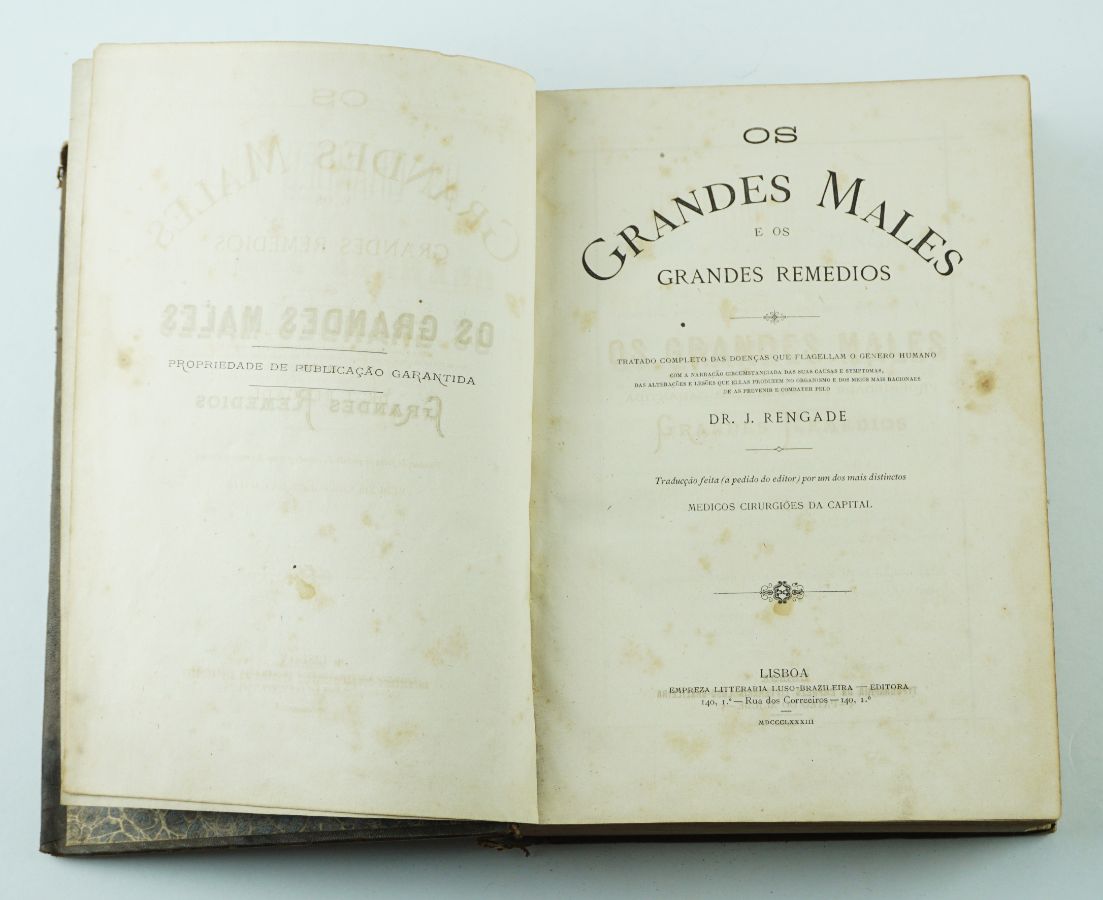 PROPRIEDADE DE PUBLICAÇÃO GARANTIDA
OS
GRANDES MALES
E OS
GRANDES REMEDIOS
TRATADO COMPLETO DAS DOENÇAS QUE FLAGELLAM O GENERO HUMANO
COM A NARRAÇÃO CIRCUMSTANCIADA DAS SUAS CAUSAS E SYMPTOMAS,
DAS ALTERAÇÕES E LESÕES QUE ELLAS PRODUZEM NO ORGANISMO E DOS MEIOS MAIS RACIONAES
DE AS PREVENIR E COMBATER PELO
DR. J. RENGADE
Traducção feita (a pedido do editor) por um dos mais distinctos
MEDICOS CIRURGIÕES DA CAPITAL
LISBOA
EMPREZA LITTERARIA LUSO-BRAZILEIRA — EDITORA
140, 1.º — Rua dos Correeiros — 140, 1.º
MDCCCLXXXIII